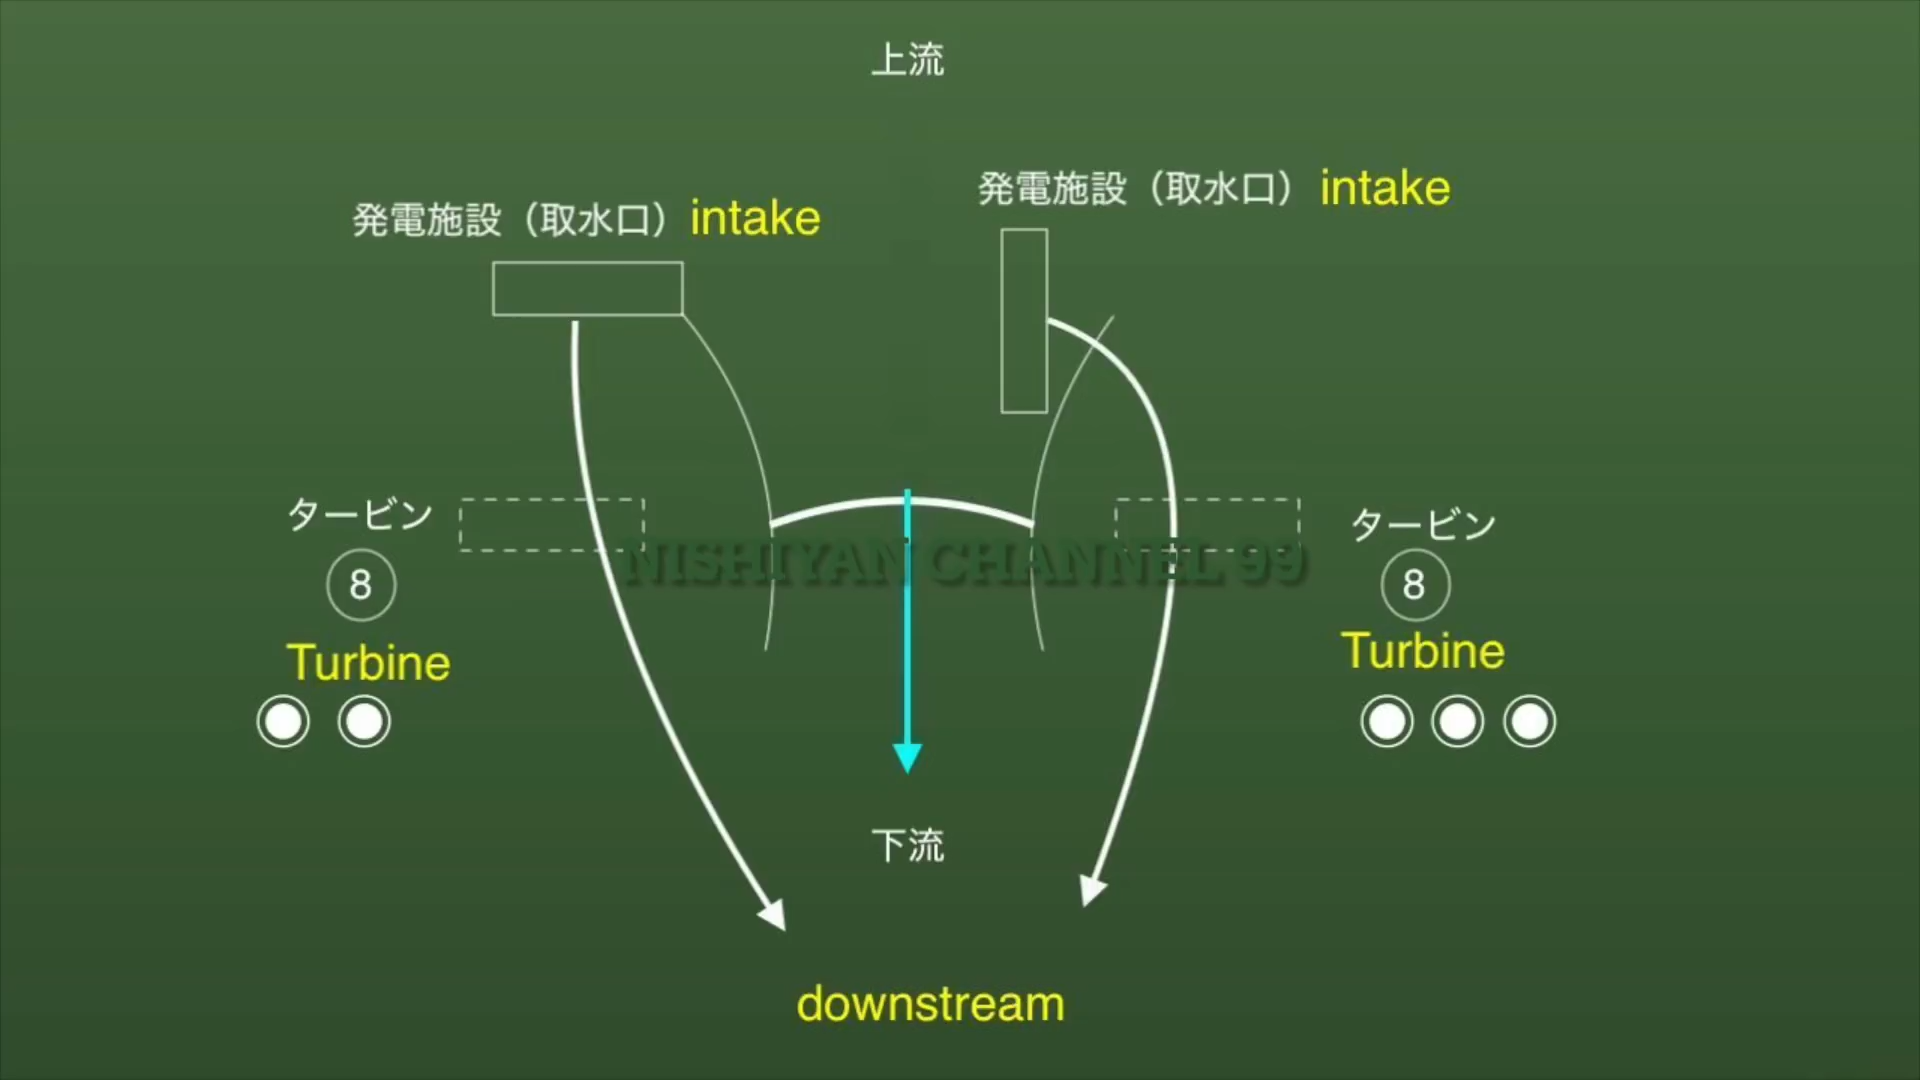 上流
発電施設（取水口） intake
発電施設（取水口） intake
タービン
8
Turbine
タービン
8
Turbine
NISHIYAN CHANNEL 99
下流
downstream